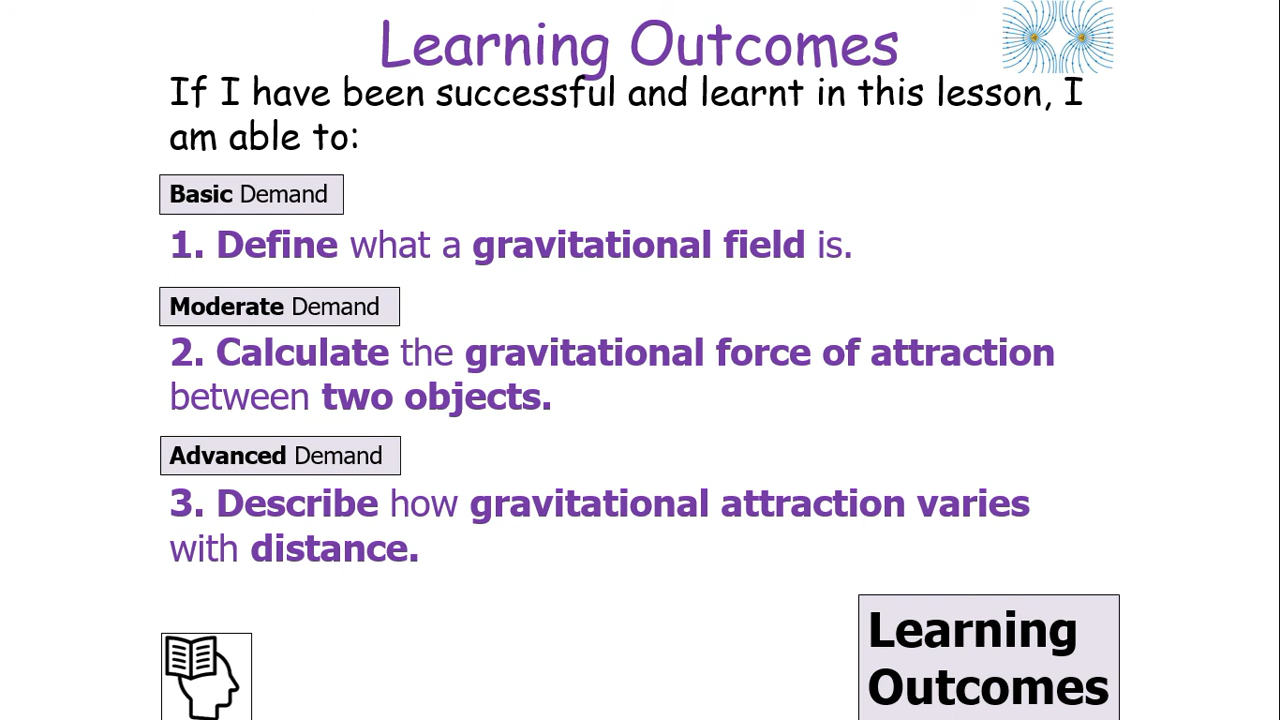 Learning Outcomes
If I have been successful and learnt in this lesson, I
am able to:
Basic Demand
1. Define what a gravitational field is.
Moderate Demand
2. Calculate the gravitational force of attraction
between two objects.
Advanced Demand
3. Describe how gravitational attraction varies
with distance.
Learning
Outcomes